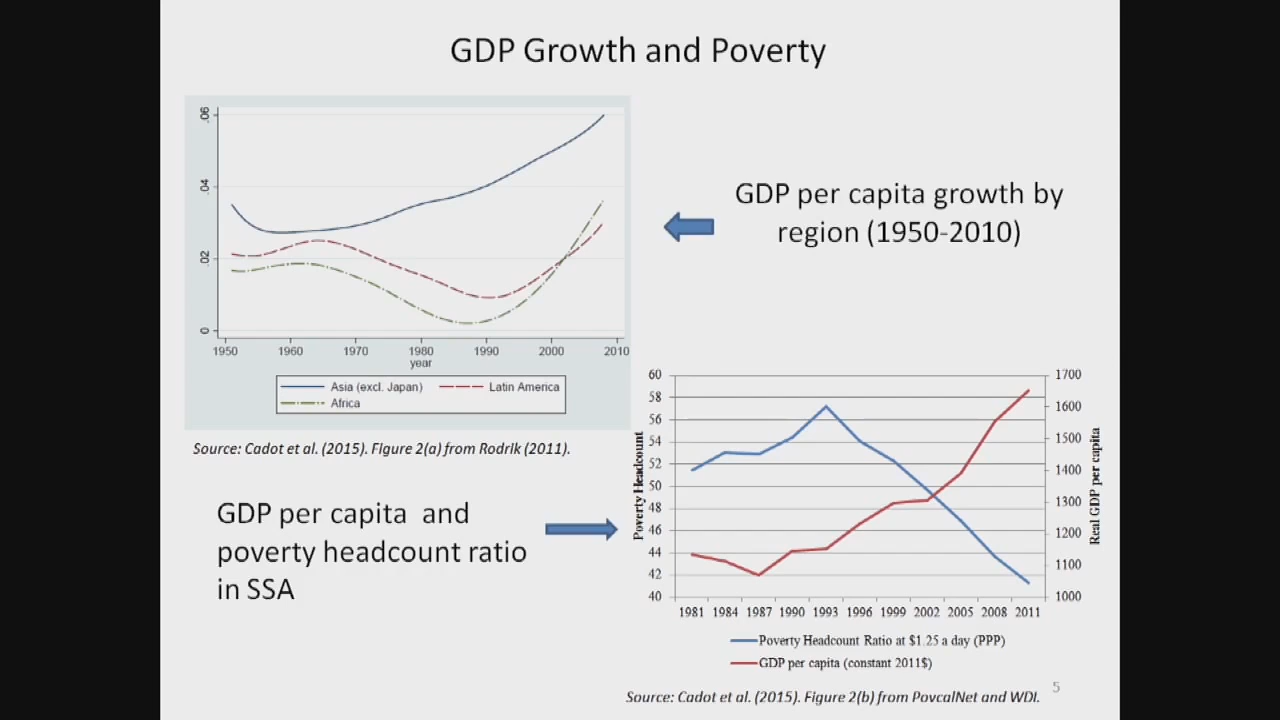 GDP Growth and Poverty
.06
.04
.02
0
1950 1960 1970 1980 1990 2000 2010
year
Asia (excl. Japan) Latin America
Africa
Source: Cadot et al. (2015). Figure 2(a) from Rodrik (2011).
GDP per capita growth by
region (1950-2010)
GDP per capita and
poverty headcount ratio
in SSA
Poverty Headcount
60
58
56
54
52
50
48
46
44
42
40
1700
1600
1500
1400
1300
1200
1100
1000
Real GDP per capita
1981 1984 1987 1990 1993 1996 1999 2002 2005 2008 2011
Poverty Headcount Ratio at $1.25 a day (PPP)
GDP per capita (constant 2011$)
Source: Cadot et al. (2015). Figure 2(b) from PovcalNet and WDI.
5